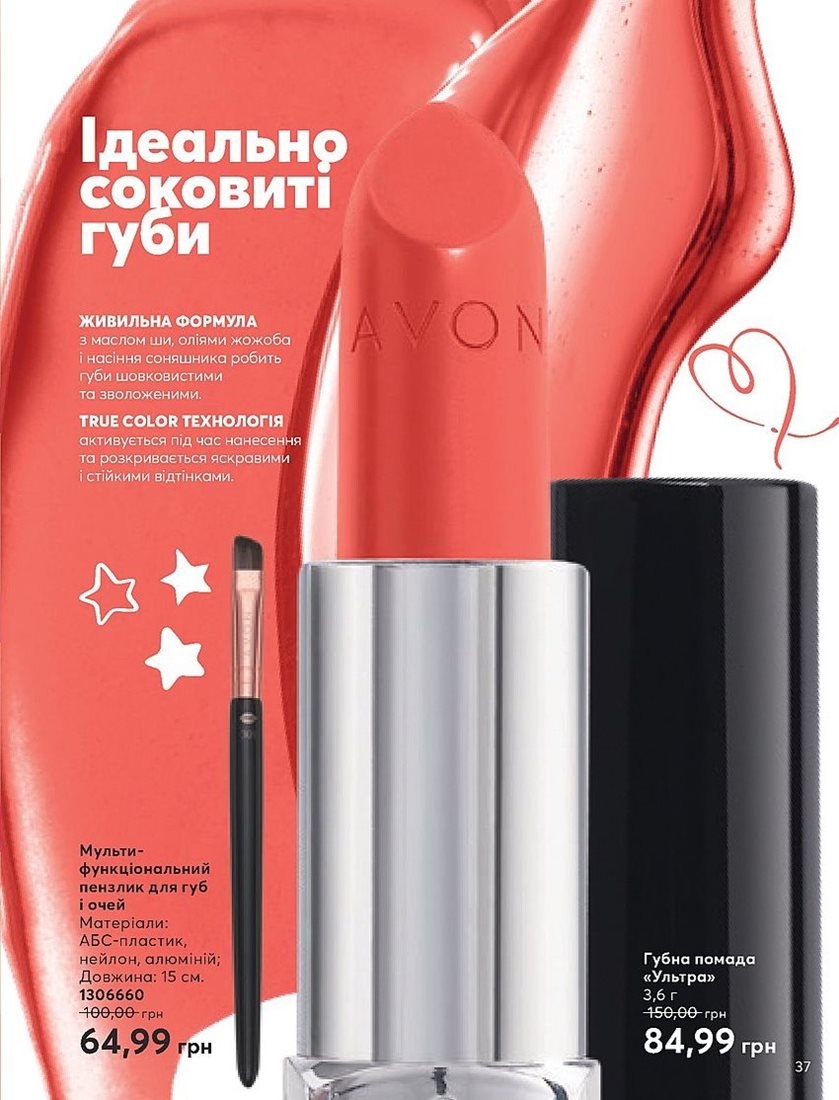 Ідеально
соковиті
губи
ЖИВИЛЬНА ФОРМУЛА
з маслом ши, оліями жожоба
і насіння соняшника робить
губи шовковистими
та зволоженими.
TRUE COLOR ТЕХНОЛОГІЯ
активується під час нанесення
та розкривається яскравими
і стійкими відтінками.
AVON
Мульти-
функціональний
пензлик для губ
і очей
Матеріали:
АБС-пластик,
нейлон, алюміній;
Довжина: 15 см.
1306660
100,00 грн
64,99 грн
Губна помада
«Ультра»
3,6 г
150,00 грн
84,99 грн
37